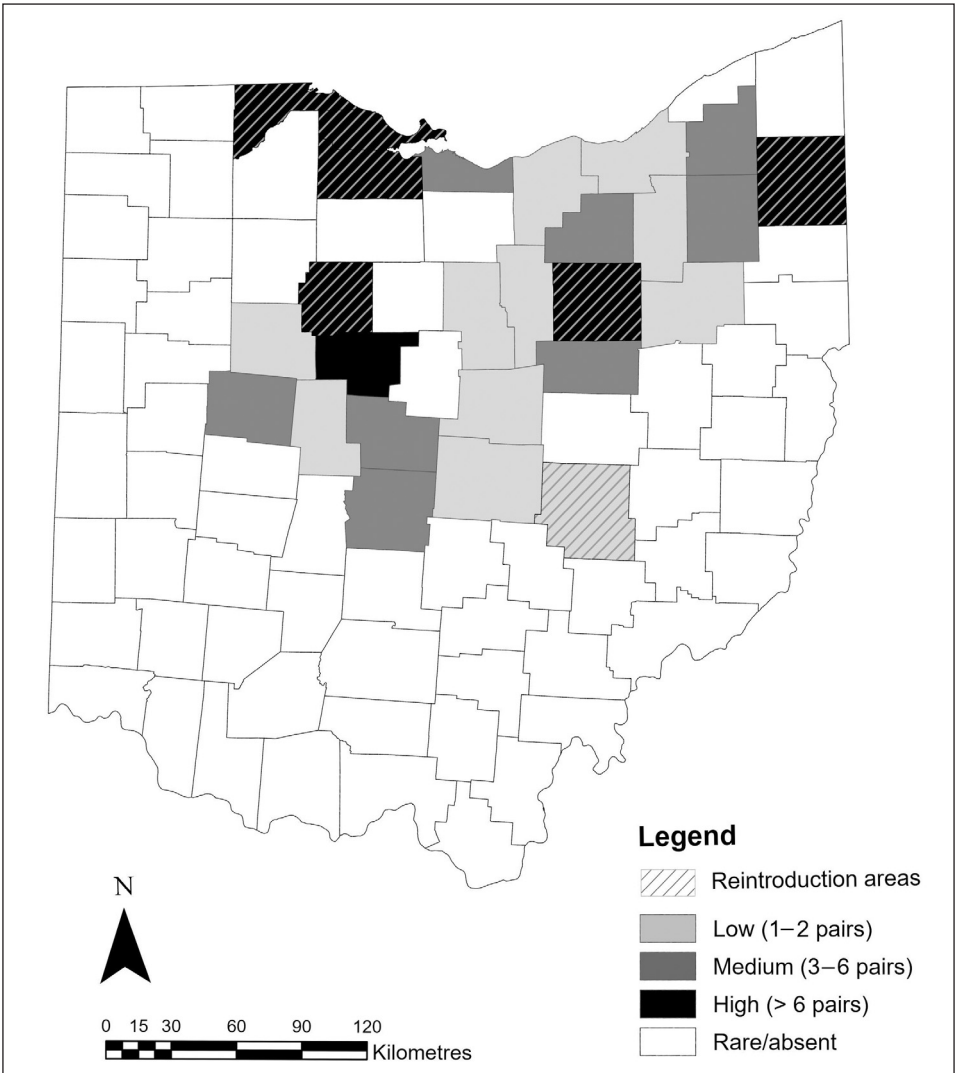 Legend
Reintroduction areas
Low (1–2 pairs)
Medium (3–6 pairs)
High (> 6 pairs)
Rare/absent
N
0 15 30 60 90 120
Kilometres